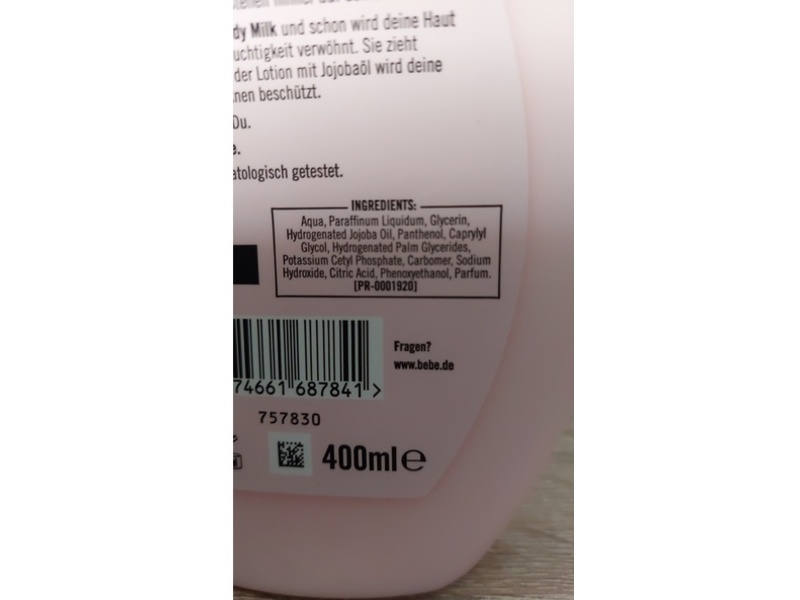 dy Milk und schon wird deine Haut
uchtigkeit verwöhnt. Sie zieht
der Lotion mit Jojobaöl wird deine
nen beschützt.
Du.
e.
atologisch getestet.
INGREDIENTS:
Aqua, Paraffinum Liquidum, Glycerin,
Hydrogenated Jojoba Oil, Panthenol, Caprylyl
Glycol, Hydrogenated Palm Glycerides,
Potassium Cetyl Phosphate, Carbomer, Sodium
Hydroxide, Citric Acid, Phenoxyethanol, Parfum.
[PR-0001920]
Fragen?
www.bebe.de
74661 687841 >
757830
400ml e